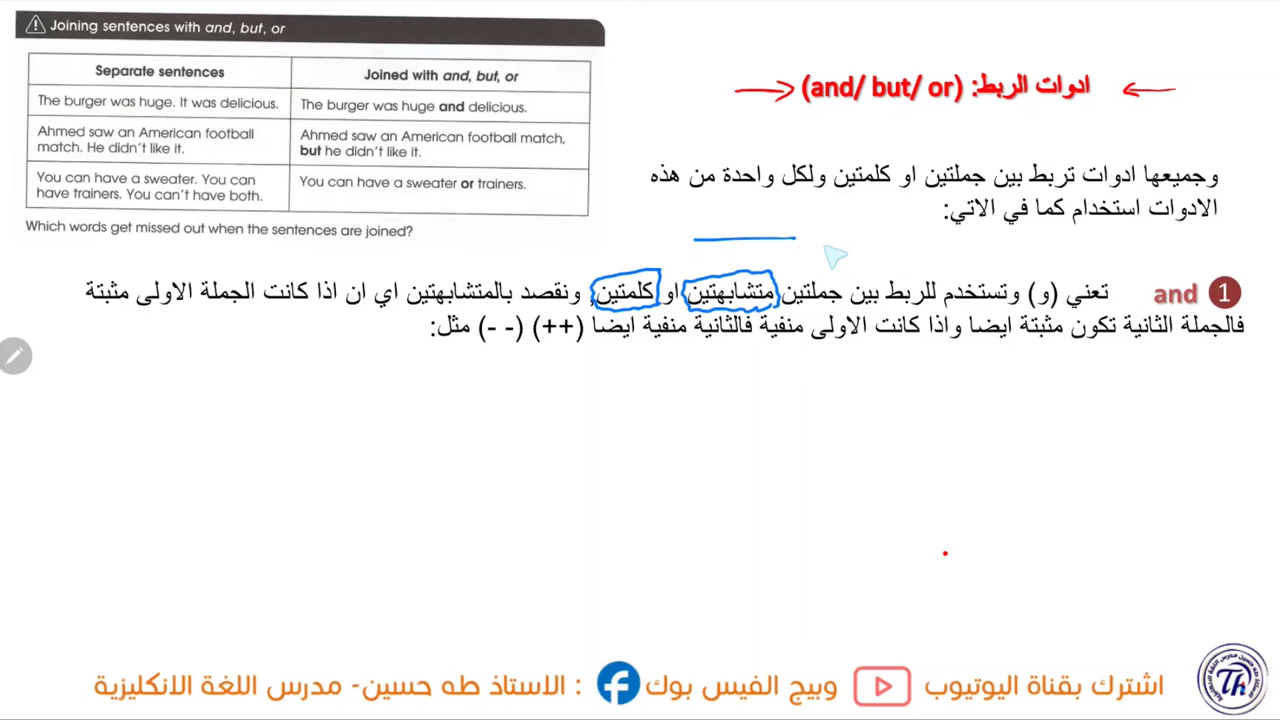 Joining sentences with and, but, or
Separate sentences
Joined with and, but, or
The burger was huge. It was delicious.
The burger was huge and delicious.
Ahmed saw an American football
match. He didn't like it.
Ahmed saw an American football match,
but he didn't like it.
You can have a sweater. You can
have trainers. You can't have both.
You can have a sweater or trainers.
Which words get missed out when the sentences are joined?
ادوات الربط: (and/ but/ or)
وجميعها ادوات تربط بين جملتين او كلمتين ولكل واحدة من هذه
الادوات استخدام كما في الاتي:
1 and تعني (و) وتستخدم للربط بين جملتين متشابهتين او كلمتين, ونقصد بالمتشابهتين اي ان اذا كانت الجملة الاولى مثبتة
فالجملة الثانية تكون مثبتة ايضا واذا كانت الاولى منفية فالثانية منفية ايضا (++) (- -) مثل:
اشترك بقناة اليوتيوب وبيج الفيس بوك : الاستاذ طه حسين- مدرس اللغة الانكليزية
Th